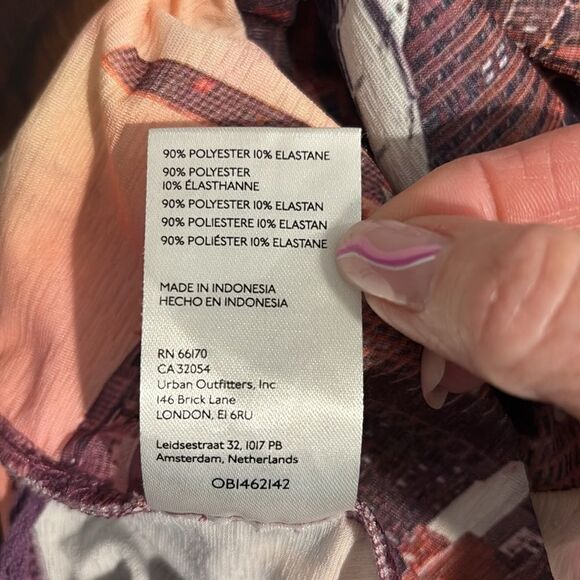 90% POLYESTER 10% ELASTANE
90% POLYESTER
10% ÉLASTHANNE
90% POLYESTER 10% ELASTAN
90% POLIESTERE 10% ELASTAN
90% POLIÉSTER 10% ELASTANE
MADE IN INDONESIA
HECHO EN INDONESIA
RN 66170
CA 32054
Urban Outfitters, Inc
146 Brick Lane
LONDON, E1 6RU
Leidsestraat 32, 1017 PB
Amsterdam, Netherlands
OB1462142